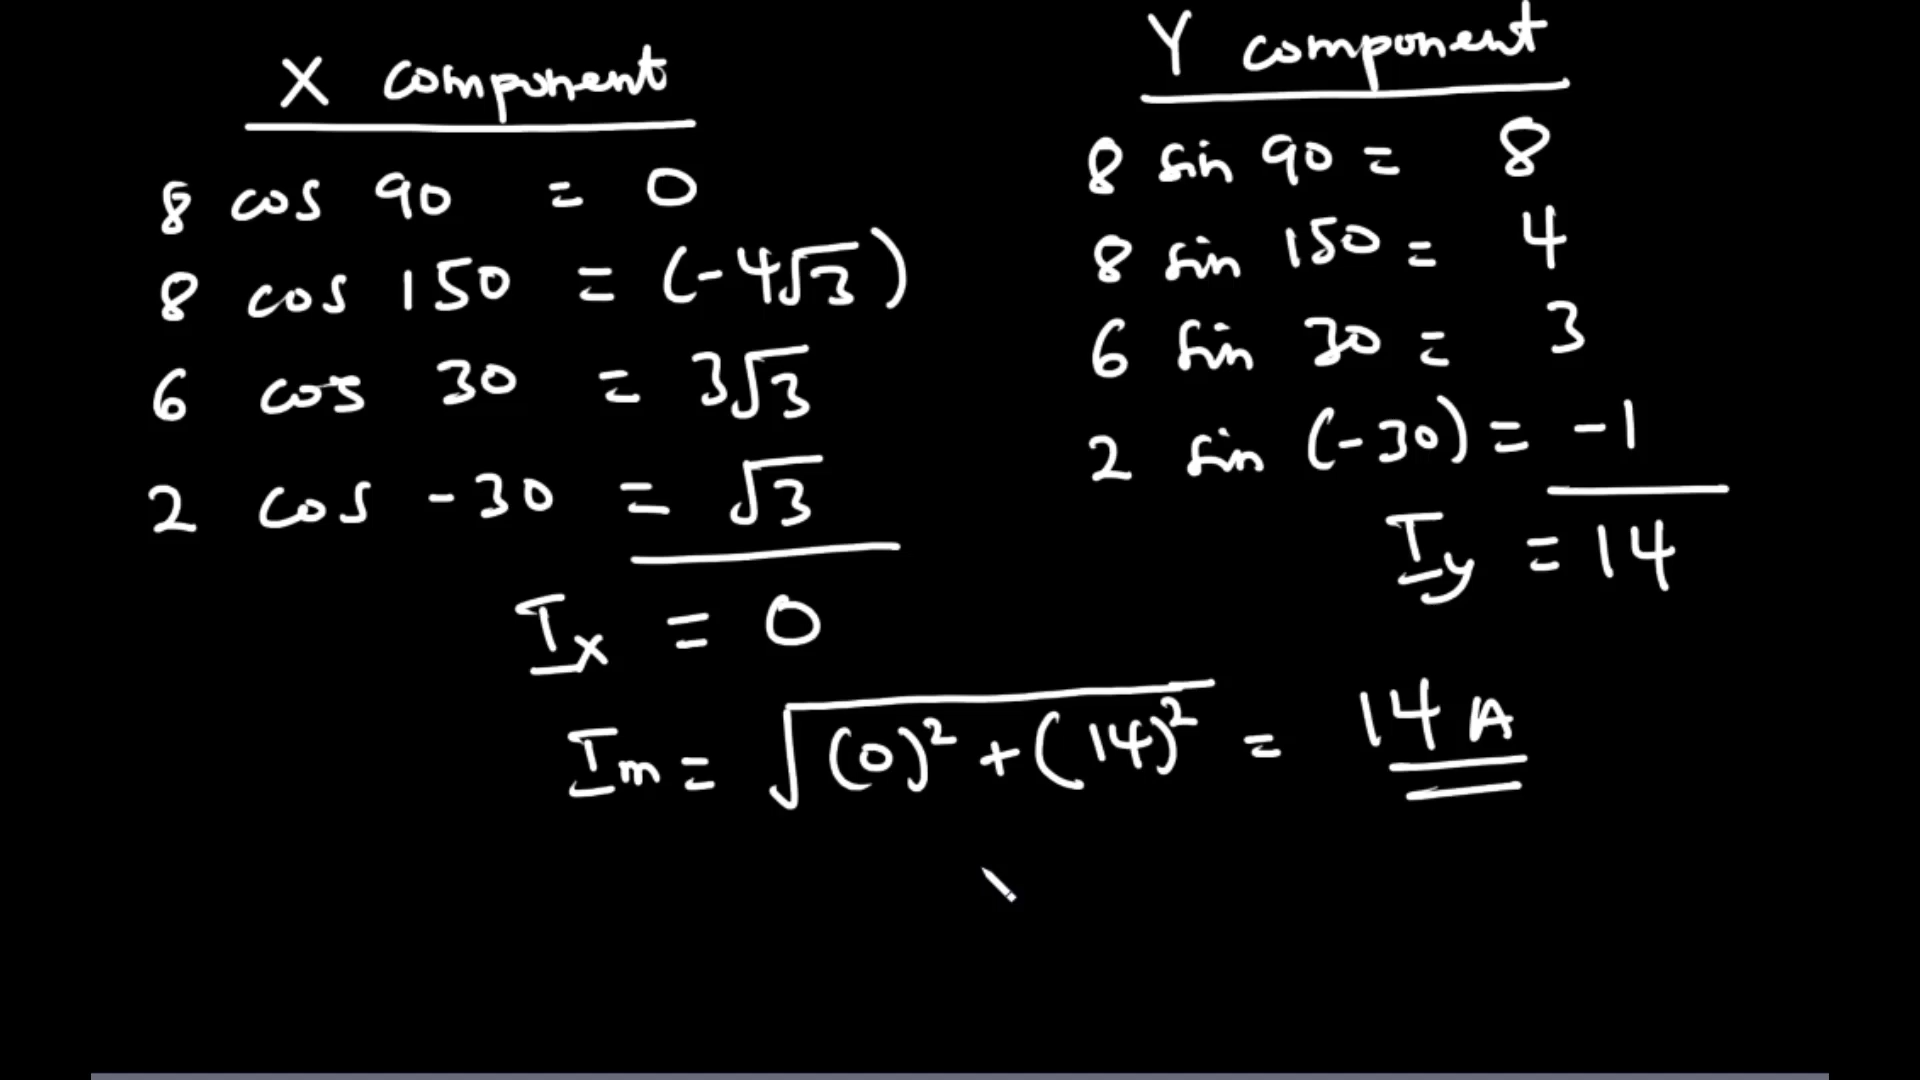 X component
8 cos 90 = 0
8 cos 150 = (-4√3)
6 cos 30 = 3√3
2 cos -30 = √3
Ix = 0
Y component
8 sin 90 = 8
8 sin 150 = 4
6 sin 30 = 3
2 sin (-30) = -1
Iy = 14
Im = √(0)² + (14)² = 14 A